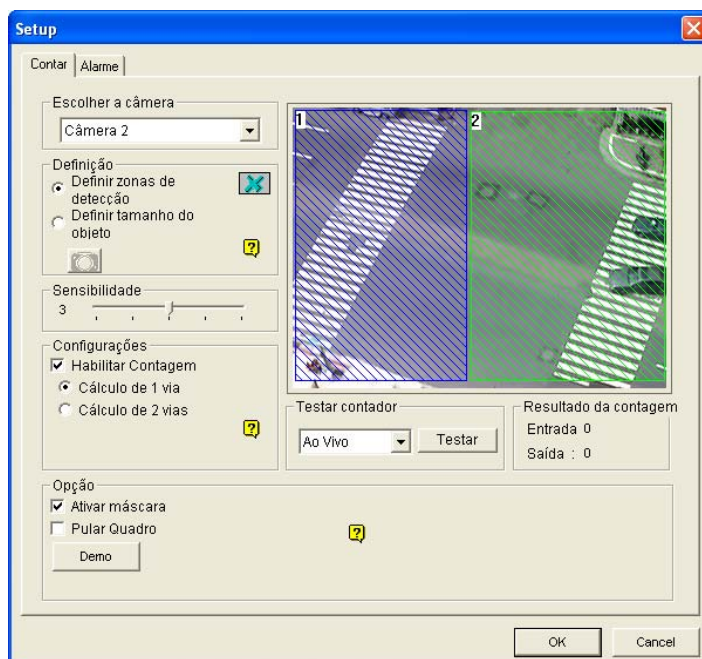 Setup
Contar
Alarme
Escolher a câmera
Câmera 2
Definição
Definir zonas de
detecção
Definir tamanho do
objeto
?
Sensibilidade
3
Configurações
Habilitar Contagem
Cálculo de 1 via
Cálculo de 2 vias
?
1
2
Testar contador
Ao Vivo
Testar
Resultado da contagem
Entrada 0
Saída : 0
Opção
Ativar máscara
Pular Quadro
?
Demo
OK
Cancel